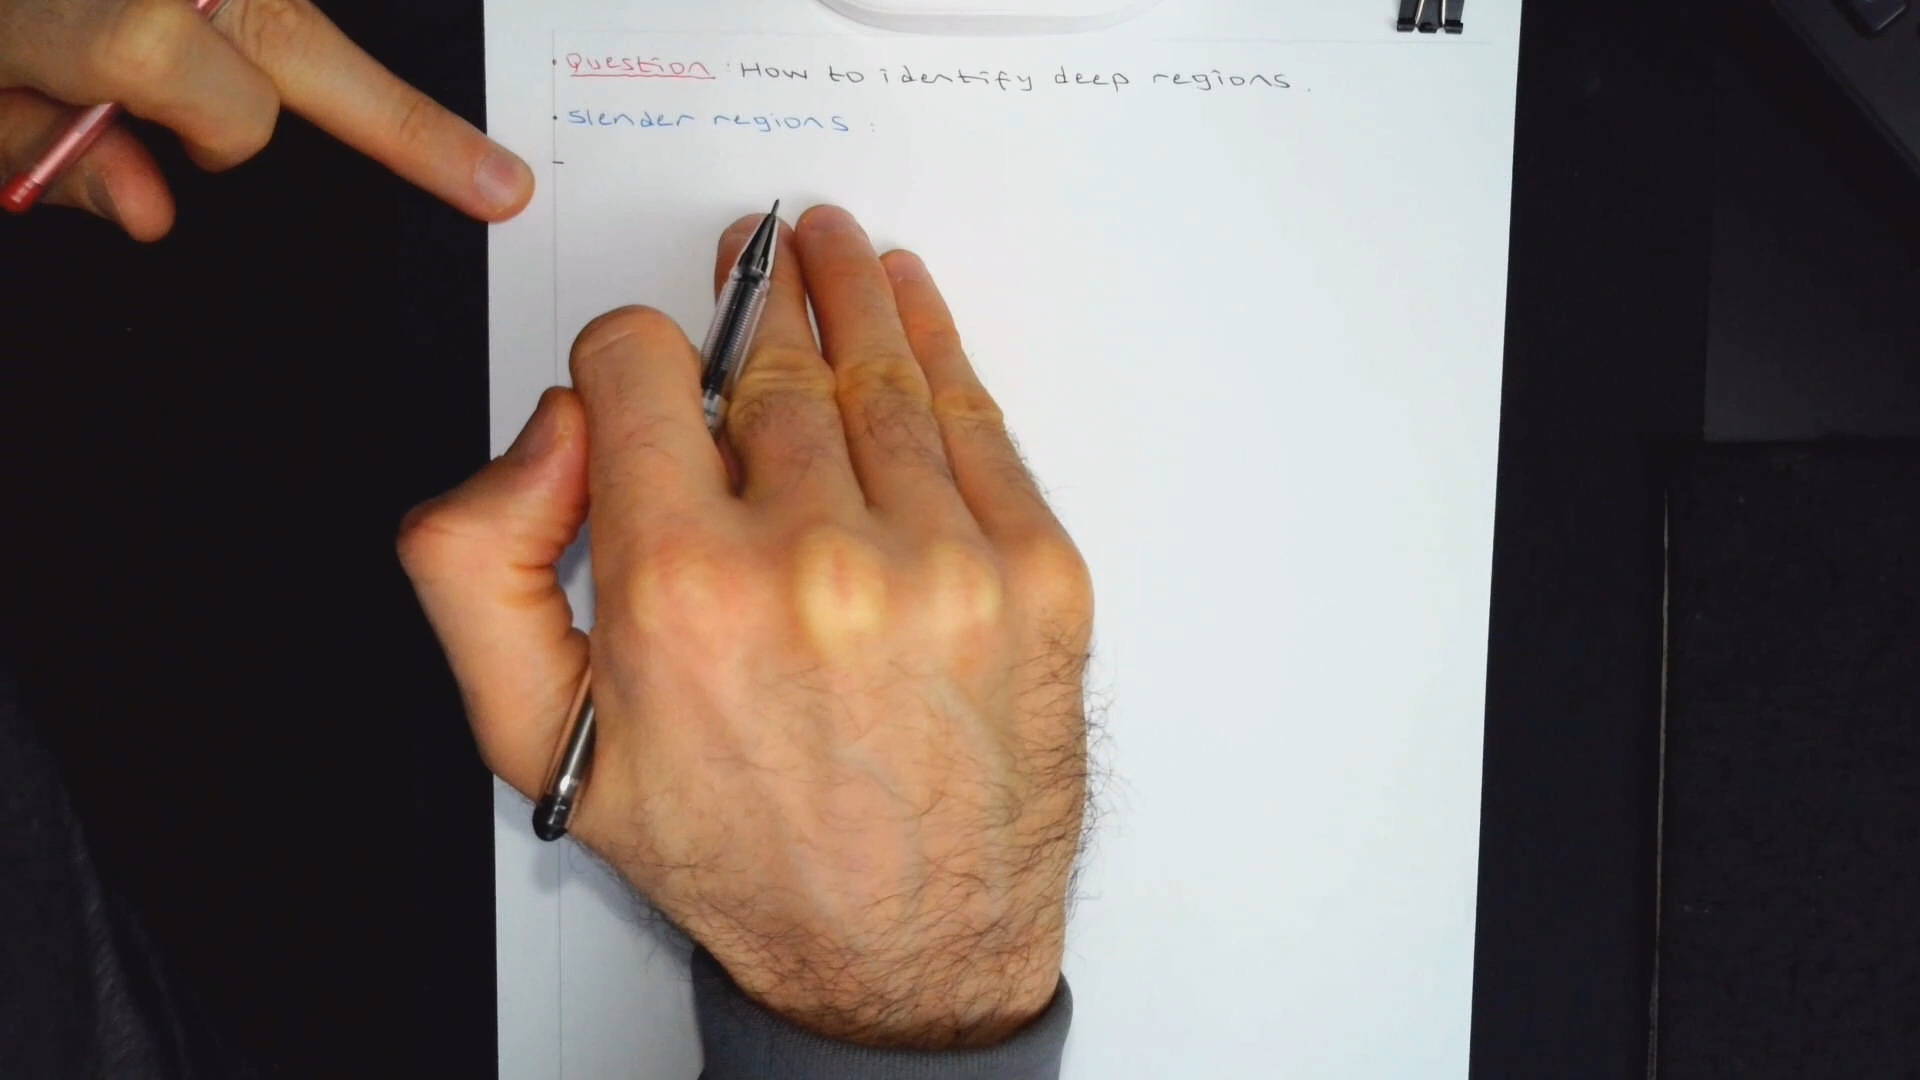 · Question : How to identify deep regions.
· Slender regions :
-